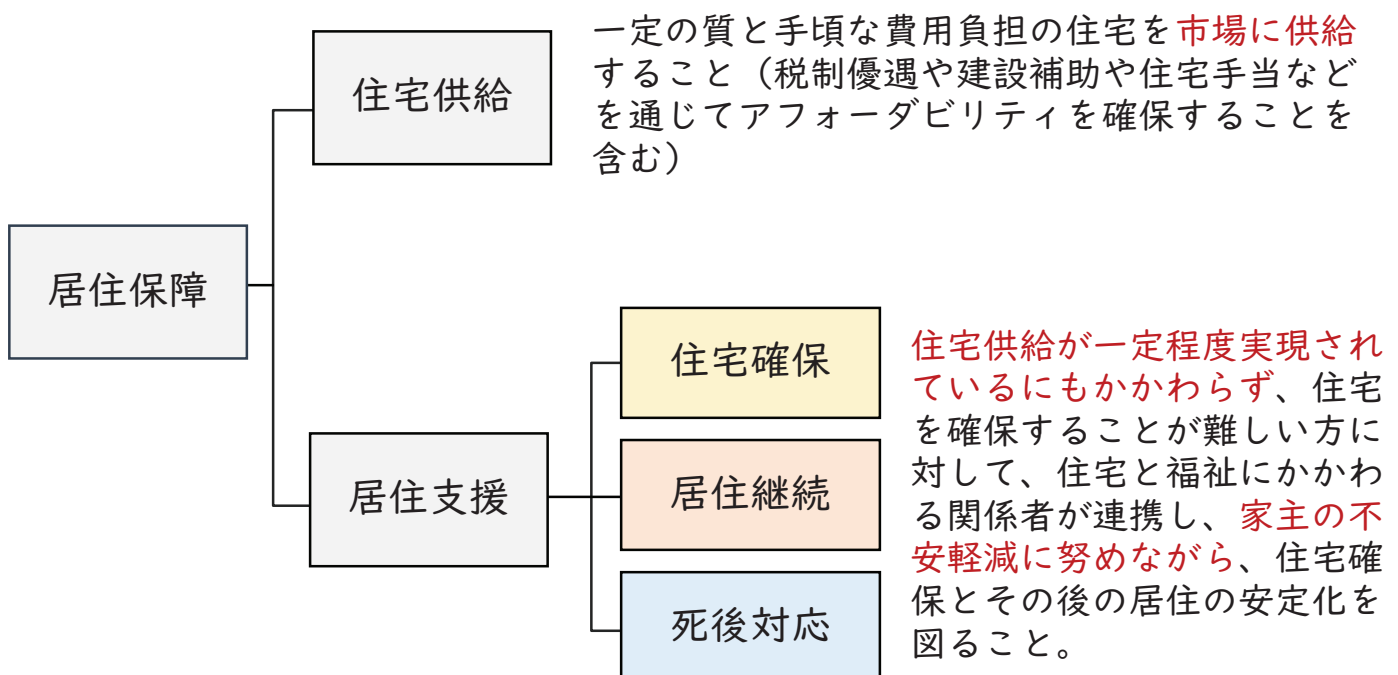 住宅供給
一定の質と手頃な費用負担の住宅を市場に供給
すること（税制優遇や建設補助や住宅手当など
を通じてアフォーダビリティを確保することを
含む）
居住保障
居住支援
住宅確保
居住継続
死後対応
住宅供給が一定程度実現され
ているにもかかわらず、住宅
を確保することが難しい方に
対して、住宅と福祉にかかわ
る関係者が連携し、家主の不
安軽減に努めながら、住宅確
保とその後の居住の安定化を
図ること。